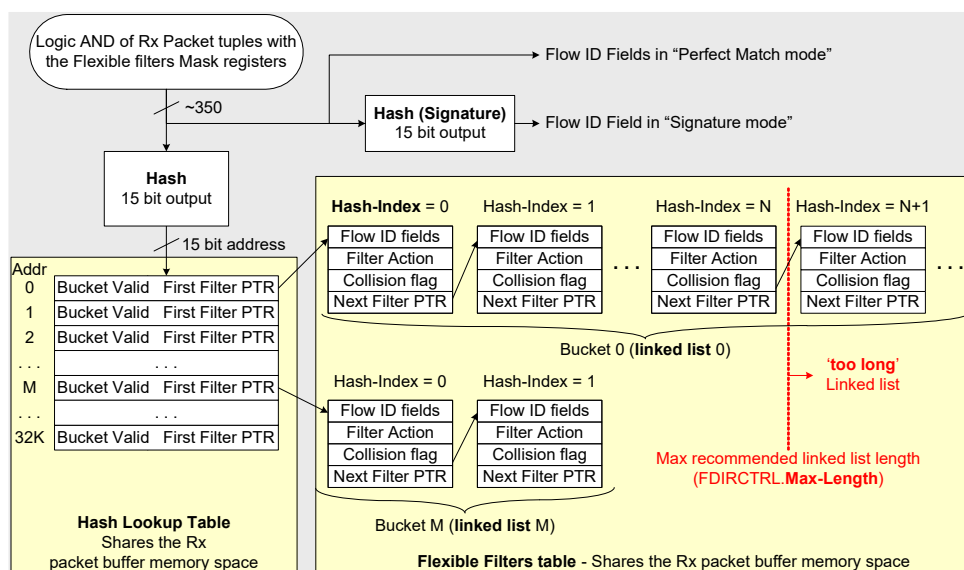 Logic AND of Rx Packet tuples with
the Flexible filters Mask registers
Flow ID Fields in “Perfect Match mode”
~350
Hash (Signature)
15 bit output
Flow ID Field in “Signature mode”
Hash
15 bit output
15 bit address
Addr
0 Bucket Valid First Filter PTR
1 Bucket Valid First Filter PTR
2 Bucket Valid First Filter PTR
. . . . . .
M Bucket Valid First Filter PTR
. . . . . .
32K Bucket Valid First Filter PTR
Hash Lookup Table
Shares the Rx
packet buffer memory space
Hash-Index = 0
Flow ID fields
Filter Action
Collision flag
Next Filter PTR
Hash-Index = 1
Flow ID fields
Filter Action
Collision flag
Next Filter PTR
. . .
Hash-Index = N
Flow ID fields
Filter Action
Collision flag
Next Filter PTR
Hash-Index = N+1
Flow ID fields
Filter Action
Collision flag
Next Filter PTR
. . .
Bucket 0 (linked list 0)
‘too long’
Linked list
Hash-Index = 0
Flow ID fields
Filter Action
Collision flag
Next Filter PTR
Hash-Index = 1
Flow ID fields
Filter Action
Collision flag
Next Filter PTR
Max recommended linked list length
(FDIRCTRL.Max-Length)
Bucket M (linked list M)
Flexible Filters table - Shares the Rx packet buffer memory space